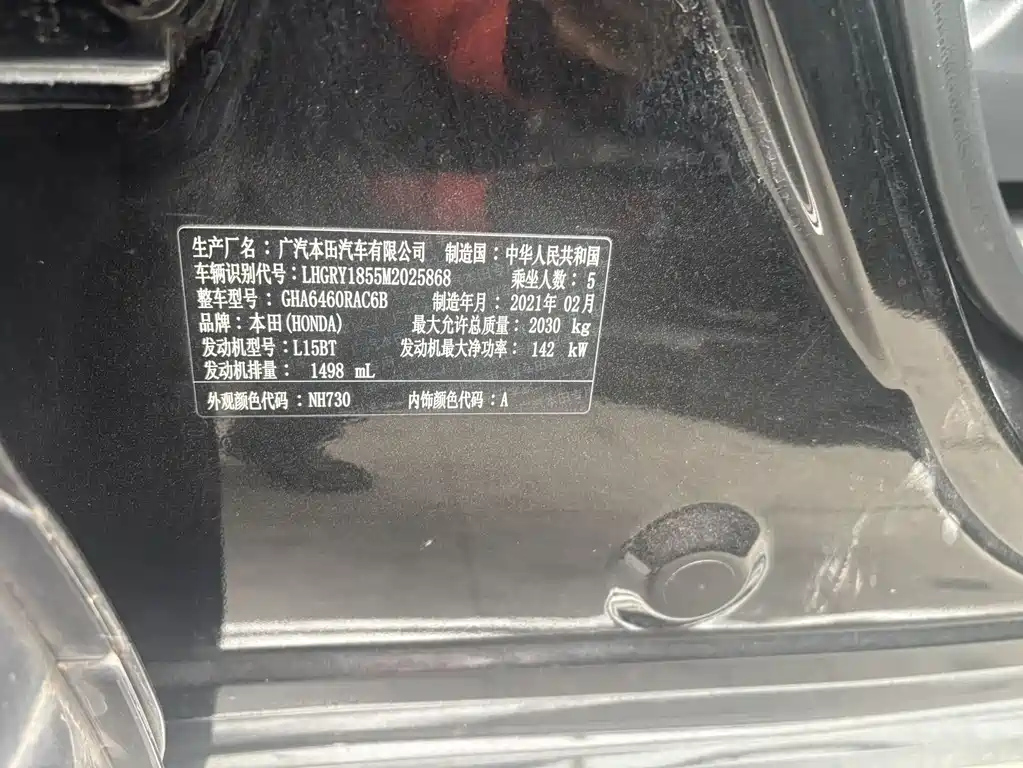 生产厂名：广汽本田汽车有限公司 制造国：中华人民共和国
车辆识别代号：LHGRY1855M2025868 乘坐人数：5
整车型号：GHA6460RAC6B 制造年月：2021年02月
品牌：本田(HONDA) 最大允许总质量：2030 kg
发动机型号：L15BT 发动机最大净功率：142 kW
发动机排量： 1498 mL
外观颜色代码：NH730 内饰颜色代码：A